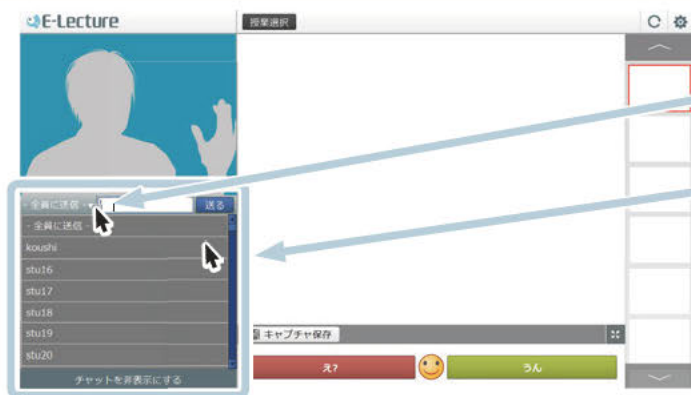 E-Lecture
授業選択
- 全員に送信 -
送る
- 全員に送信 -
koushi
stu16
stu17
stu18
stu19
stu20
チャットを非表示にする
キャプチャ保存
え?
うん